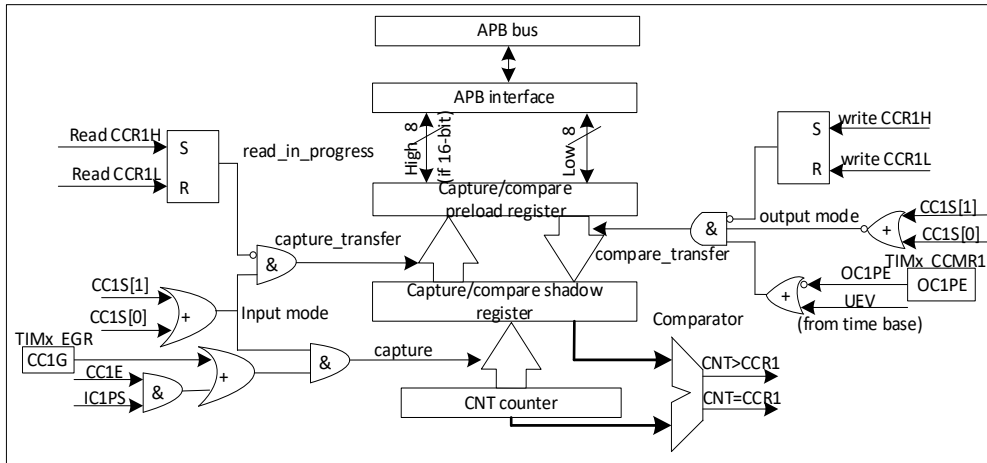 APB bus
APB interface
Read CCR1H
Read CCR1L
S
R
read_in_progress
High 8
(if 16-bit)
Low 8
S
R
write CCR1H
write CCR1L
Capture/compare
preload register
capture_transfer
&
compare_transfer
&
output mode
+
CC1S[1]
CC1S[0]
TIMx_CCMR1
OC1PE
OC1PE
UEV
(from time base)
+
CC1S[1]
CC1S[0]
+
Input mode
Capture/compare shadow
register
Comparator
TIMx_EGR
CC1G
CC1E
IC1PS
&
+
&
capture
CNT counter
CNT>CCR1
CNT=CCR1